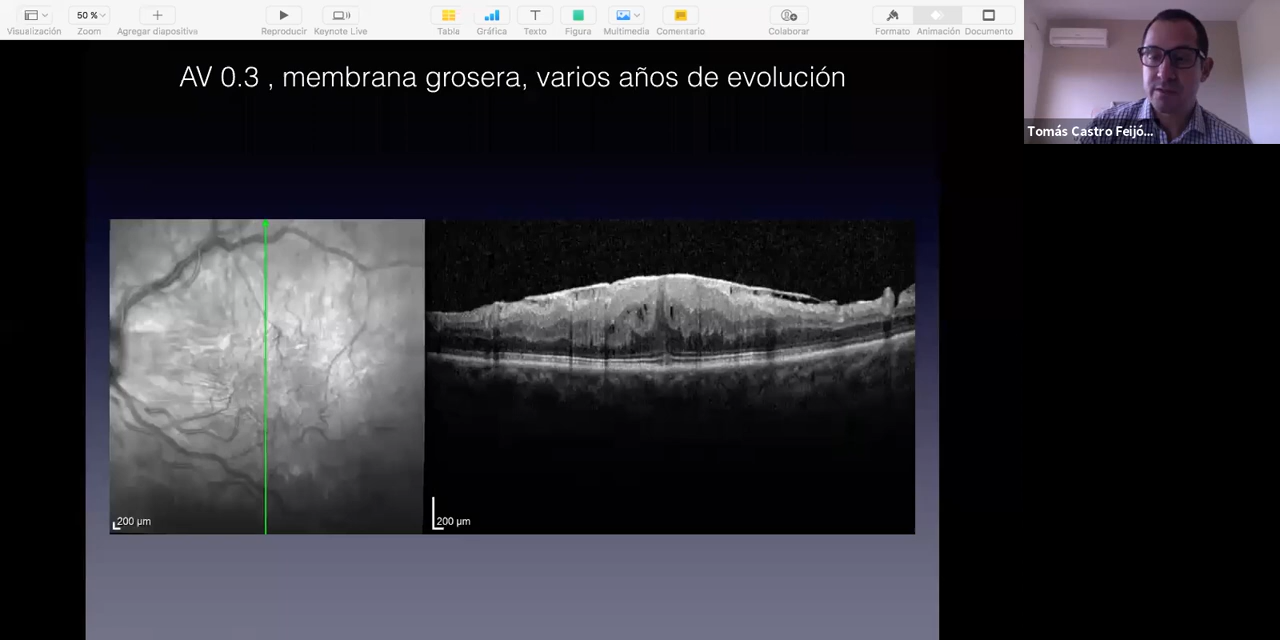 50 %
Visualización
Zoom
Agregar diapositiva
Reproducir
Keynote Live
Tabla
Gráfica
Texto
Figura
Multimedia
Comentario
Colaborar
Formato
Animación
Documento
AV 0.3 , membrana grosera, varios años de evolución
Tomás Castro Feijó...
200 µm
200 µm